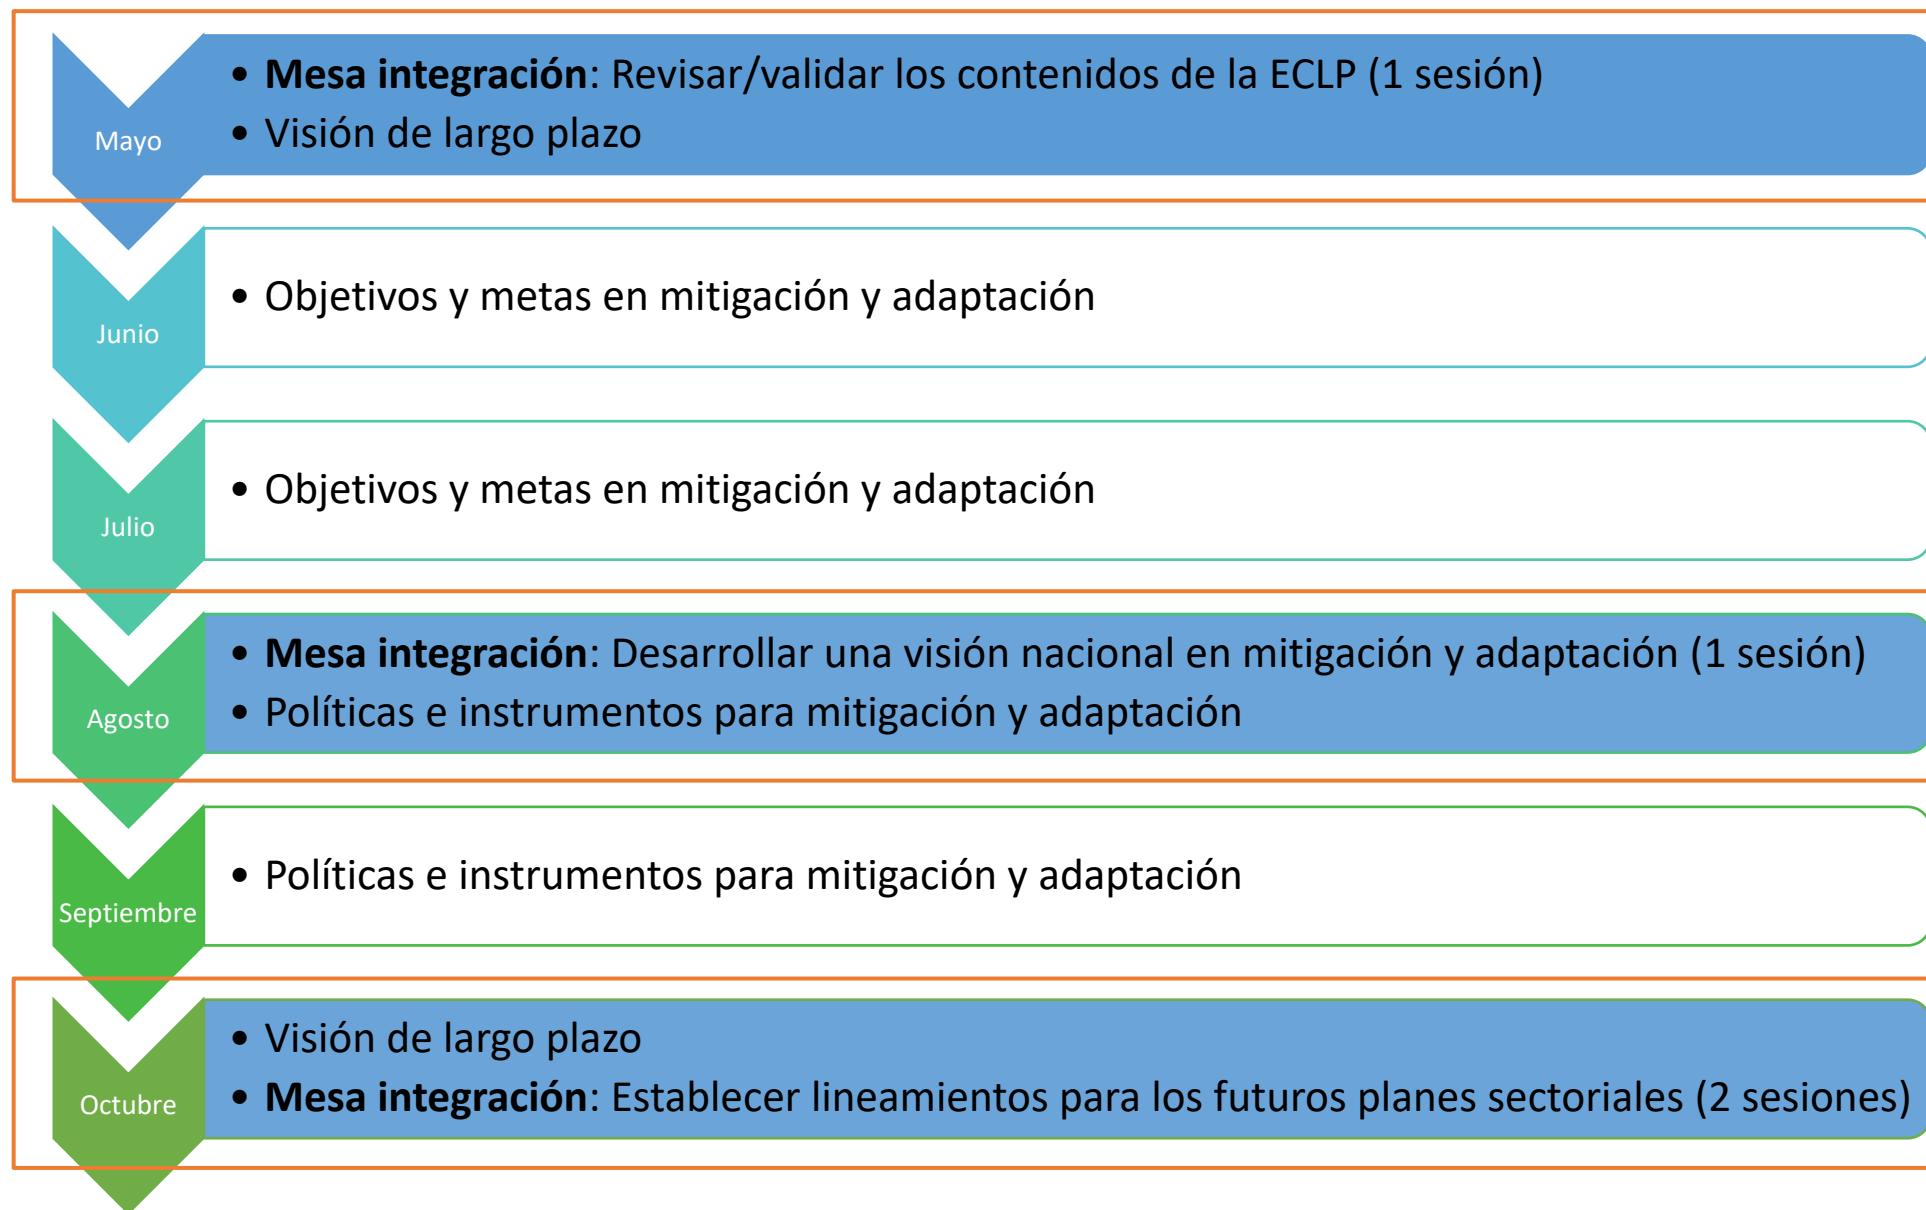 Mayo
• Mesa integración: Revisar/validar los contenidos de la ECLP (1 sesión)
• Visión de largo plazo
Junio
• Objetivos y metas en mitigación y adaptación
Julio
• Objetivos y metas en mitigación y adaptación
Agosto
• Mesa integración: Desarrollar una visión nacional en mitigación y adaptación (1 sesión)
• Políticas e instrumentos para mitigación y adaptación
Septiembre
• Políticas e instrumentos para mitigación y adaptación
Octubre
• Visión de largo plazo
• Mesa integración: Establecer lineamientos para los futuros planes sectoriales (2 sesiones)